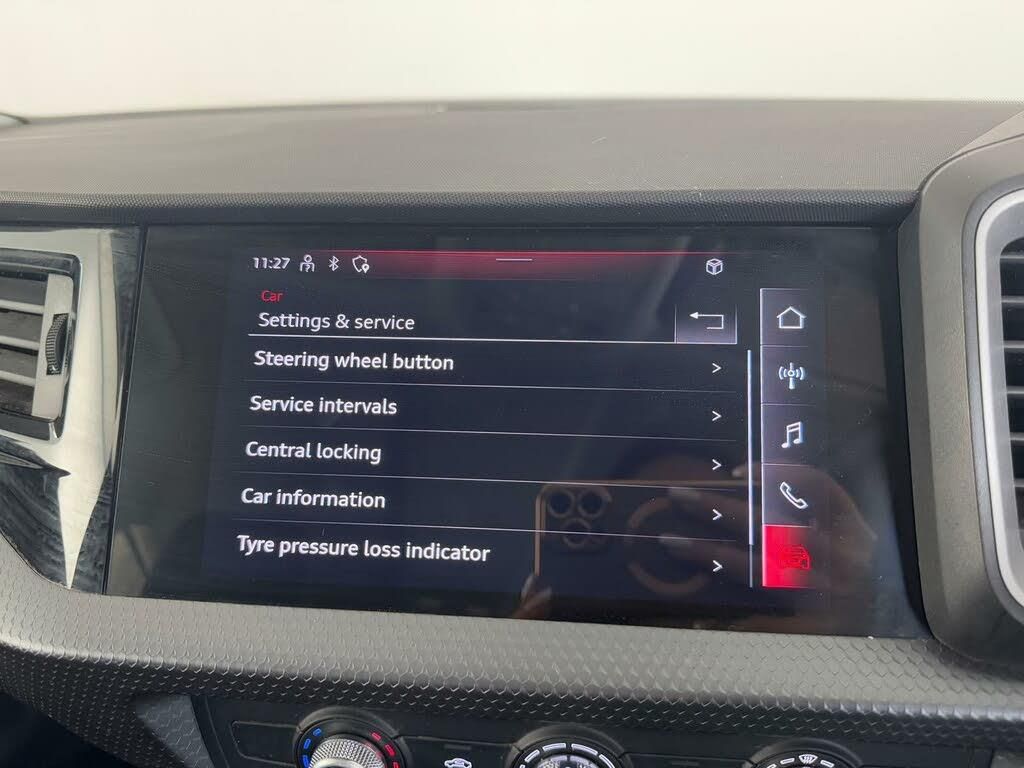 11:27
Car
Settings & service
Steering wheel button
Service intervals
Central locking
Car information
Tyre pressure loss indicator